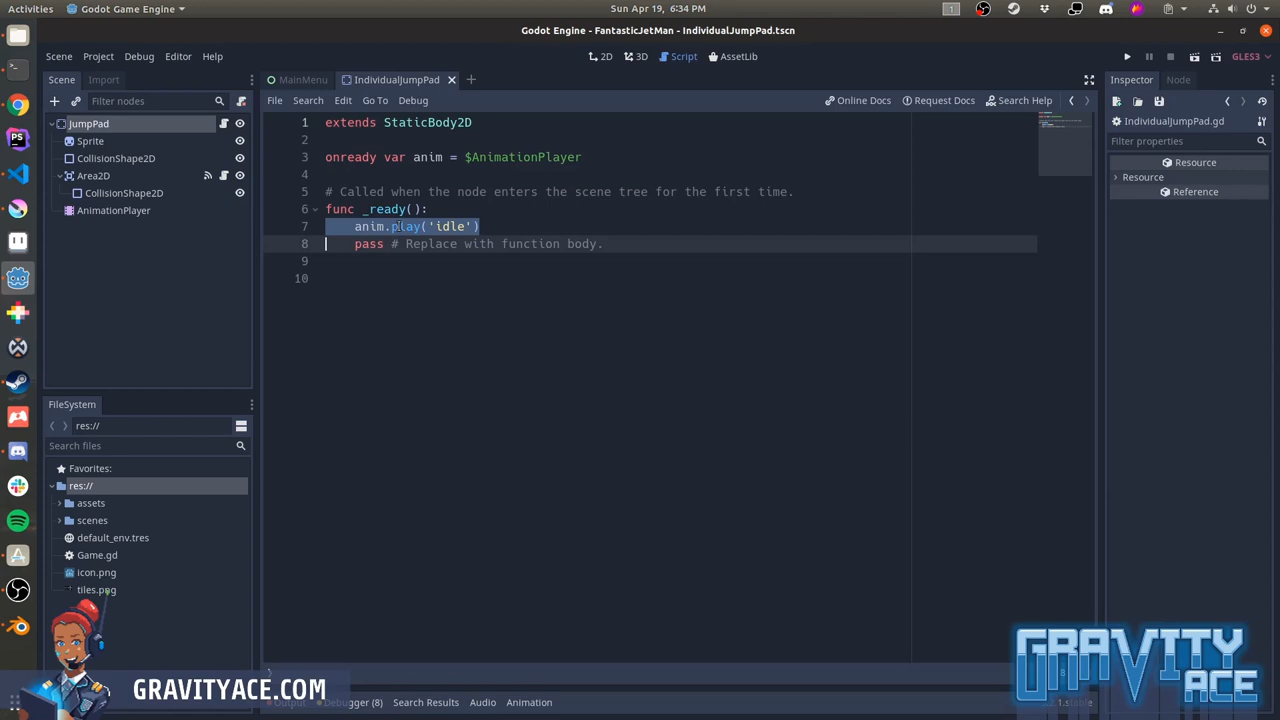 Activities
Godot Game Engine
Sun Apr 19, 6:34 PM
1
Godot Engine - FantasticJetMan - IndividualJumpPad.tscn
Scene Project Debug Editor Help
2D 3D Script AssetLib
GLES3
Scene Import
Filter nodes
JumpPad
Sprite
CollisionShape2D
Area2D
CollisionShape2D
AnimationPlayer
FileSystem
res://
Search files
Favorites:
res://
assets
scenes
default_env.tres
Game.gd
icon.png
tiles.png
MainMenu IndividualJumpPad
File Search Edit Go To Debug
Online Docs Request Docs Search Help
1 extends StaticBody2D
2
3 onready var anim = $AnimationPlayer
4
5 # Called when the node enters the scene tree for the first time.
6 func _ready():
7 anim.play('idle')
8 pass # Replace with function body.
9
10
Inspector Node
IndividualJumpPad.gd
Filter properties
Resource
Resource
Reference
Output Debugger (8) Search Results Audio Animation
1.stable
GRAVITYACE.COM
GRAVITY
ACE